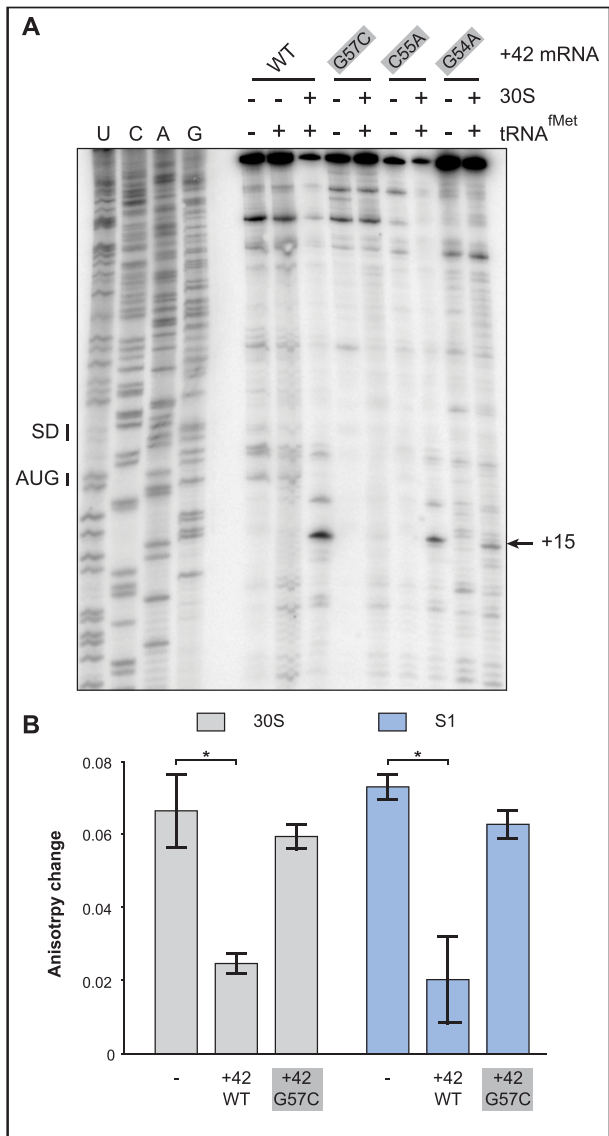 A
WT G57C C55A G54A +42 mRNA
- - + - + - + - + 30S
U C A G - + + - + - + - + + tRNA^fMet
SD
AUG
+15
B
30S S1
*
*
0.08
0.06
0.04
0.02
0
Anisotrpy change
- +42 +42 - +42 +42
WT G57C WT G57C